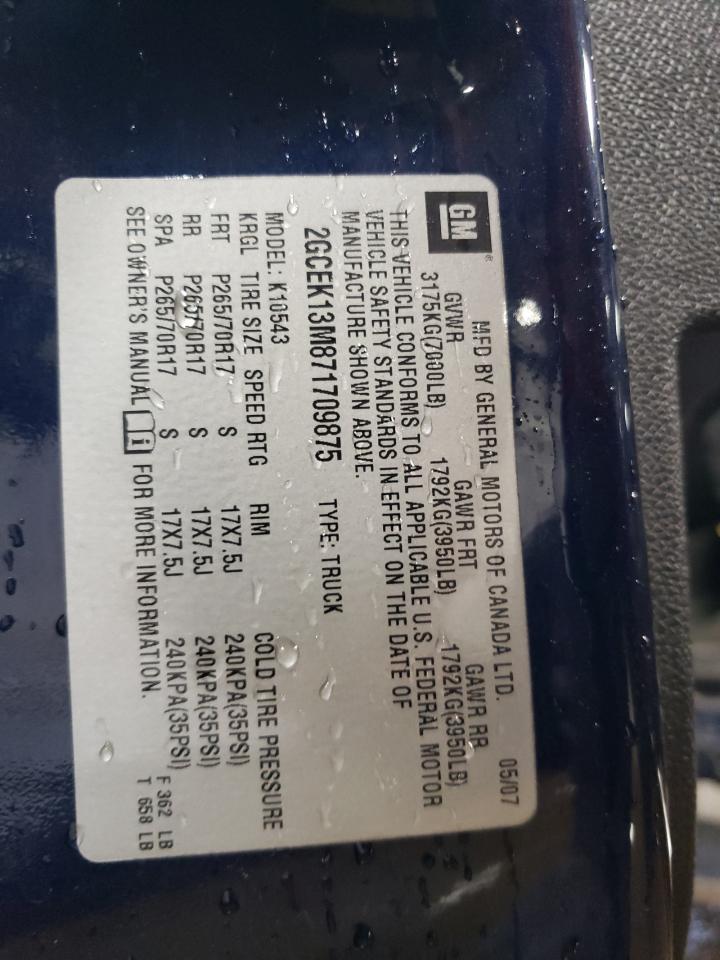 GM®
MFD BY GENERAL MOTORS OF CANADA LTD. 05/07
GVWR GAWR FRT GAWR RR
3175KG(7000LB) 1792KG(3950LB) 1792KG(3950LB)
THIS VEHICLE CONFORMS TO ALL APPLICABLE U.S. FEDERAL MOTOR
VEHICLE SAFETY STANDARDS IN EFFECT ON THE DATE OF
MANUFACTURE SHOWN ABOVE.
2GCEK13M871709875 TYPE: TRUCK
MODEL: K10543
KRGL TIRE SIZE SPEED RTG RIM COLD TIRE PRESSURE
FRT P265/70R17 S 17X7.5J 240KPA(35PSI)
RR P265/70R17 S 17X7.5J 240KPA(35PSI)
SPA P265/70R17 S 17X7.5J 240KPA(35PSI) F 362 LB
SEE OWNER'S MANUAL i FOR MORE INFORMATION. T 658 LB